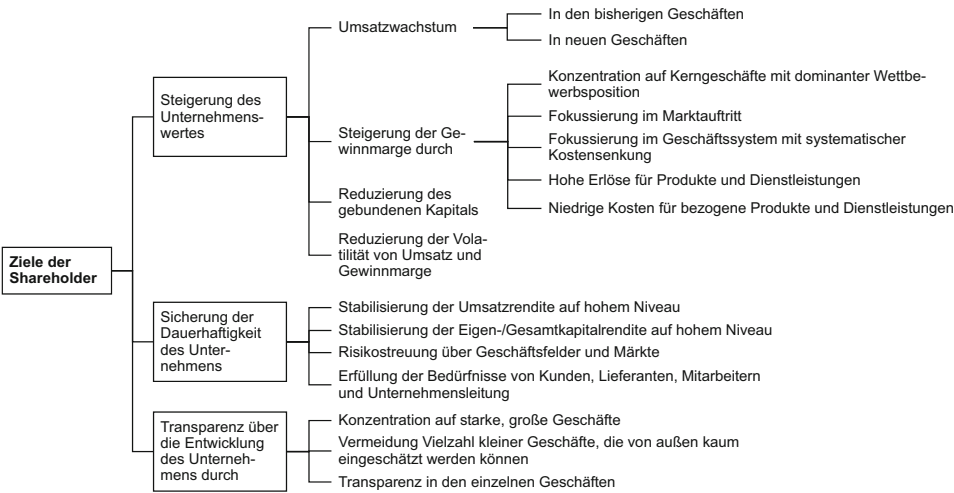 Ziele der
Shareholder
Steigerung des
Unternehmens-
wertes
Umsatzwachstum
In den bisherigen Geschäften
In neuen Geschäften
Steigerung der Ge-
winnmarge durch
Konzentration auf Kerngeschäfte mit dominanter Wettbe-
werbsposition
Fokussierung im Marktauftritt
Fokussierung im Geschäftssystem mit systematischer
Kostensenkung
Hohe Erlöse für Produkte und Dienstleistungen
Niedrige Kosten für bezogene Produkte und Dienstleistungen
Reduzierung des
gebundenen Kapitals
Reduzierung der Vola-
tilität von Umsatz und
Gewinnmarge
Sicherung der
Dauerhaftigkeit
des Unter-
nehmens
Stabilisierung der Umsatzrendite auf hohem Niveau
Stabilisierung der Eigen-/Gesamtkapitalrendite auf hohem Niveau
Risikostreuung über Geschäftsfelder und Märkte
Erfüllung der Bedürfnisse von Kunden, Lieferanten, Mitarbeitern
und Unternehmensleitung
Transparenz über
die Entwicklung
des Unterneh-
mens durch
Konzentration auf starke, große Geschäfte
Vermeidung Vielzahl kleiner Geschäfte, die von außen kaum
eingeschätzt werden können
Transparenz in den einzelnen Geschäften